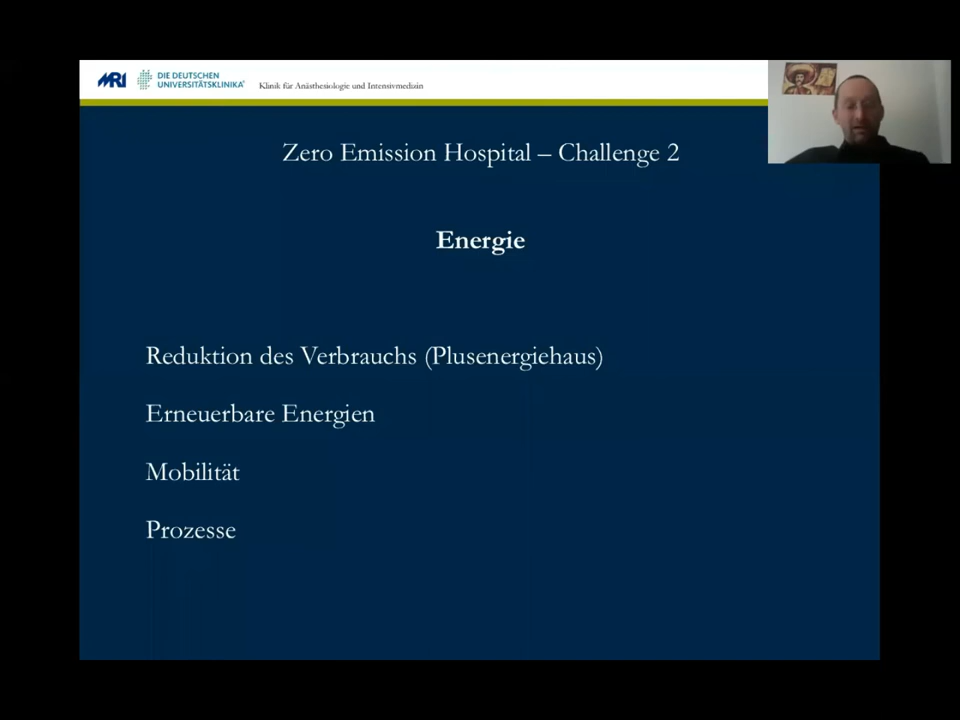 MRI
DIE DEUTSCHEN
UNIVERSITÄTSKLINIKA®
Klinik für Anästhesiologie und Intensivmedizin
Zero Emission Hospital – Challenge 2
Energie
Reduktion des Verbrauchs (Plusenergiehaus)
Erneuerbare Energien
Mobilität
Prozesse